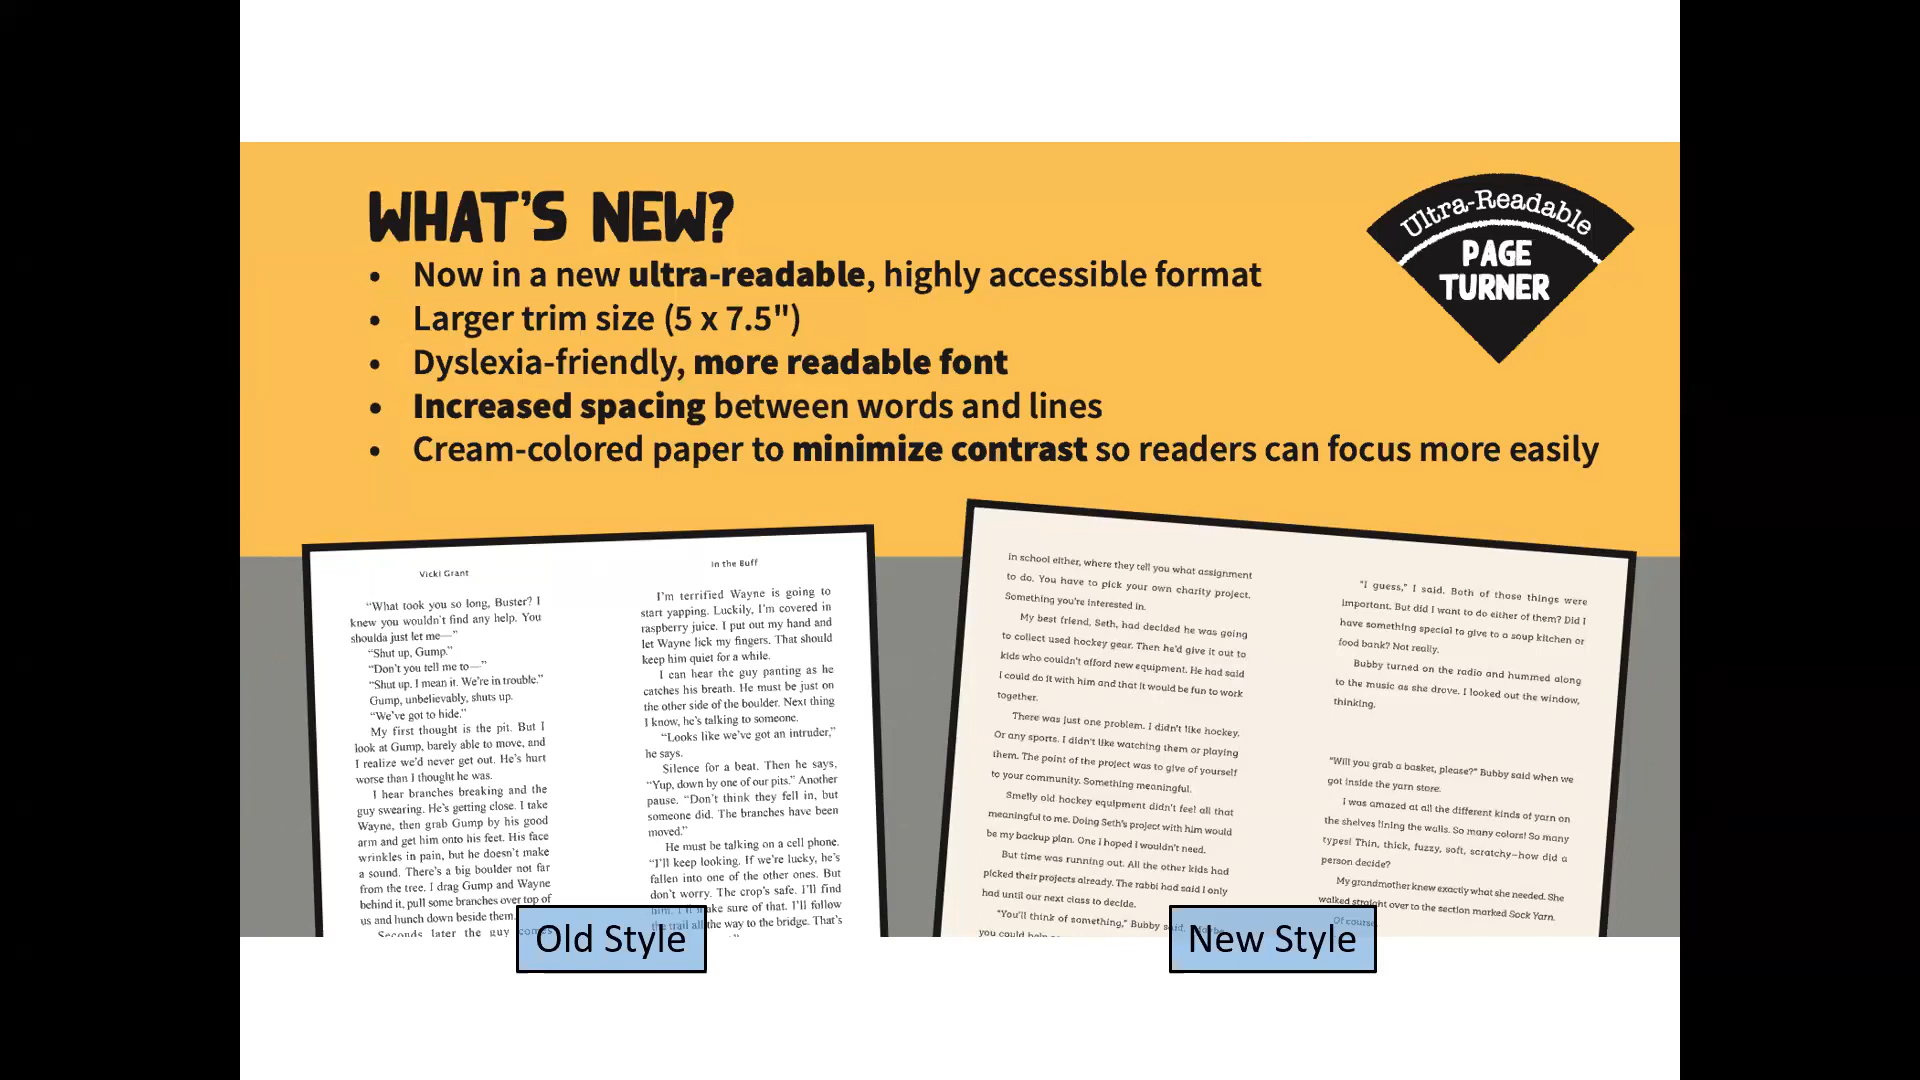 WHAT'S NEW?
• Now in a new ultra-readable, highly accessible format
• Larger trim size (5 x 7.5")
• Dyslexia-friendly, more readable font
• Increased spacing between words and lines
• Cream-colored paper to minimize contrast so readers can focus more easily
Ultra-Readable
PAGE
TURNER
Vicki Grant
“What took you so long, Buster? I
knew you wouldn’t find any help. You
shoulda just let me—”
“Shut up, Gump.”
“Don’t you tell me to—”
“Shut up. I mean it. We’re in trouble.”
Gump, unbelievably, shuts up.
“We’ve got to hide.”
My first thought is the pit. But I
look at Gump, barely able to move, and
I realize we’d never get out. He’s hurt
worse than I thought he was.
I hear branches breaking and the
guy swearing. He’s getting close. I take
Wayne, then grab Gump by his good
arm and get him onto his feet. His face
wrinkles in pain, but he doesn’t make
a sound. There’s a big boulder not far
from the tree. I drag Gump and Wayne
behind it, pull some branches over top of
us and hunch down beside them.
Seconds later the guy comes
In the Buff
I’m terrified Wayne is going to
start yapping. Luckily, I’m covered in
raspberry juice. I put out my hand and
let Wayne lick my fingers. That should
keep him quiet for a while.
I can hear the guy panting as he
catches his breath. He must be just on
the other side of the boulder. Next thing
I know, he’s talking to someone.
“Looks like we’ve got an intruder,”
he says.
Silence for a beat. Then he says,
“Yup, down by one of our pits.” Another
pause. “Don’t think they fell in, but
someone did. The branches have been
moved.”
He must be talking on a cell phone.
“I’ll keep looking. If we’re lucky, he’s
fallen into one of the other ones. But
don’t worry. The crop’s safe. I’ll find
him. I’ll make sure of that. I’ll follow
the trail all the way to the bridge. That’s
Old Style
In school either, where they tell you what assignment
to do. You have to pick your own charity project.
Something you’re interested in.
My best friend, Seth, had decided he was going
to collect used hockey gear. Then he’d give it out to
kids who couldn’t afford new equipment. He had said
I could do it with him and that it would be fun to work
together.
There was just one problem. I didn’t like hockey.
Or any sports. I didn’t like watching them or playing
them. The point of the project was to give of yourself
to your community. Something meaningful.
Smelly old hockey equipment didn’t feel all that
meaningful to me. Doing Seth’s project with him would
be my backup plan. One I hoped I wouldn’t need.
But time was running out. All the other kids had
picked their projects already. The rabbi had said I only
had until our next class to decide.
“You’ll think of something,” Bubby said. Maybe
you could help
“I guess,” I said. Both of those things were
important. But did I want to do either of them? Did I
have something special to give to a soup kitchen or
food bank? Not really.
Bubby turned on the radio and hummed along
to the music as she drove. I looked out the window,
thinking.
“Will you grab a basket, please?” Bubby said when we
got inside the yarn store.
I was amazed at all the different kinds of yarn on
the shelves lining the walls. So many colors! So many
types! Thin, thick, fuzzy, soft, scratchy—how did a
person decide?
My grandmother knew exactly what she needed. She
walked straight over to the section marked Sock Yarn.
Of course
New Style